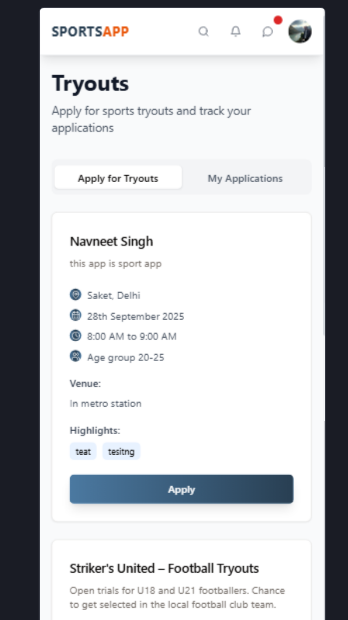 SPORTSAPP
Tryouts
Apply for sports tryouts and track your
applications
Apply for Tryouts My Applications
Navneet Singh
this app is sport app
Saket, Delhi
28th September 2025
8:00 AM to 9:00 AM
Age group 20-25
Venue:
In metro station
Highlights:
teat tesitng
Apply
Striker's United – Football Tryouts
Open trials for U18 and U21 footballers. Chance
to get selected in the local football club team.